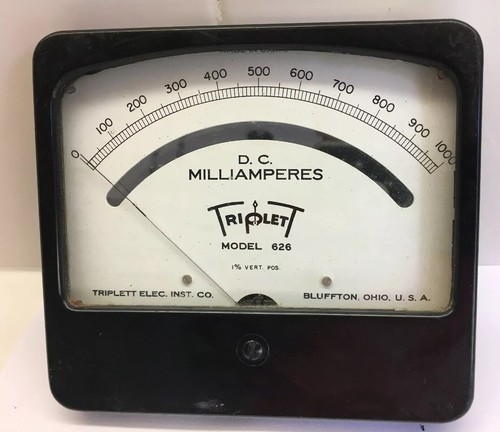 0 100 200 300 400 500 600 700 800 900 1000
D. C.
MILLIAMPERES
TRIPLETT
MODEL 626
1% VERT. POS.
TRIPLETT ELEC. INST. CO. BLUFFTON, OHIO, U. S. A.